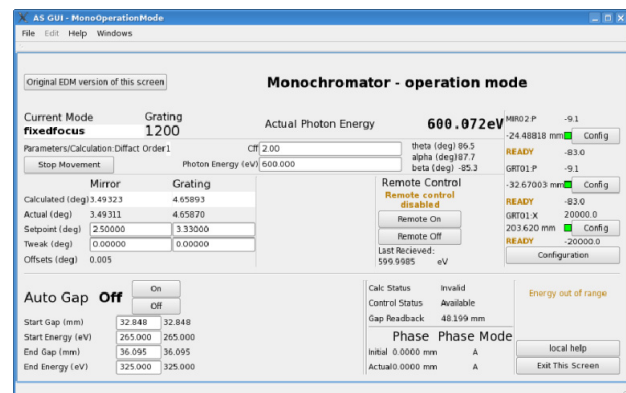 AS GUI - MonoOperationMode
File Edit Help Windows
Original EDM version of this screen
Monochromator - operation mode
Current Mode Grating
fixedfocus 1200
Actual Photon Energy 600.072eV
MIR02:P -9.1
-24.48818 mm Config
READY -83.0
Parameters/Calculation:Diffact Order1 Cff 2.00
theta (deg) 86.5
alpha (deg)87.7
beta (deg) -85.3
Stop Movement Photon Energy (eV) 600.000
GRT01:P -9.1
-32.67003 mm Config
READY -83.0
GRT01:X 20000.0
203.620 mm Config
READY -20000.0
Configuration
Mirror Grating
Calculated (deg) 3.49323 4.65893
Actual (deg) 3.49311 4.65870
Setpoint (deg) 2.50000 3.33000
Tweak (deg) 0.00000 0.00000
Offsets (deg) 0.005
Remote Control
Remote control
disabled
Remote On
Remote Off
Last Recieved:
599.9985 eV
Auto Gap Off On
Off
Start Gap (mm) 32.848 32.848
Start Energy (eV) 265.000 265.000
End Gap (mm) 36.095 36.095
End Energy (eV) 325.000 325.000
Calc Status Invalid
Control Status Available
Gap Readback 48.199 mm
Phase Phase Mode
Initial 0.0000 mm A
Actual 0.0000 mm A
Energy out of range
local help
Exit This Screen